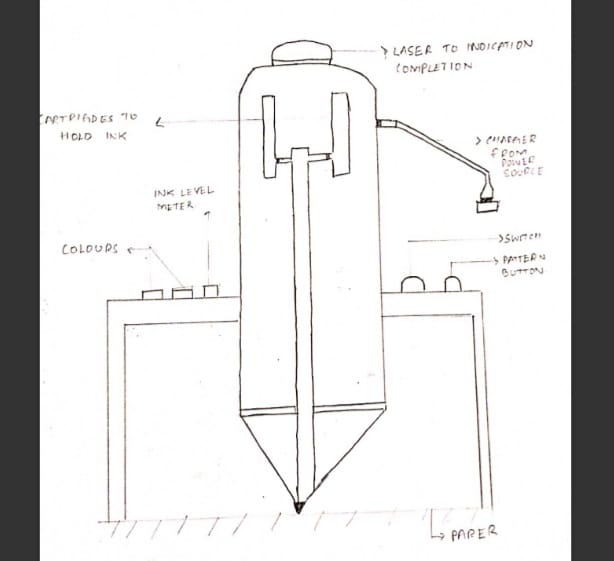 LASER TO INDICATION
COMPLETION
CARTRIDGES TO
HOLD INK
CHARGER
FROM
POWER
SOURCE
INK LEVEL
METER
COLOURS
SWITCH
PATTERN
BUTTON
PAPER